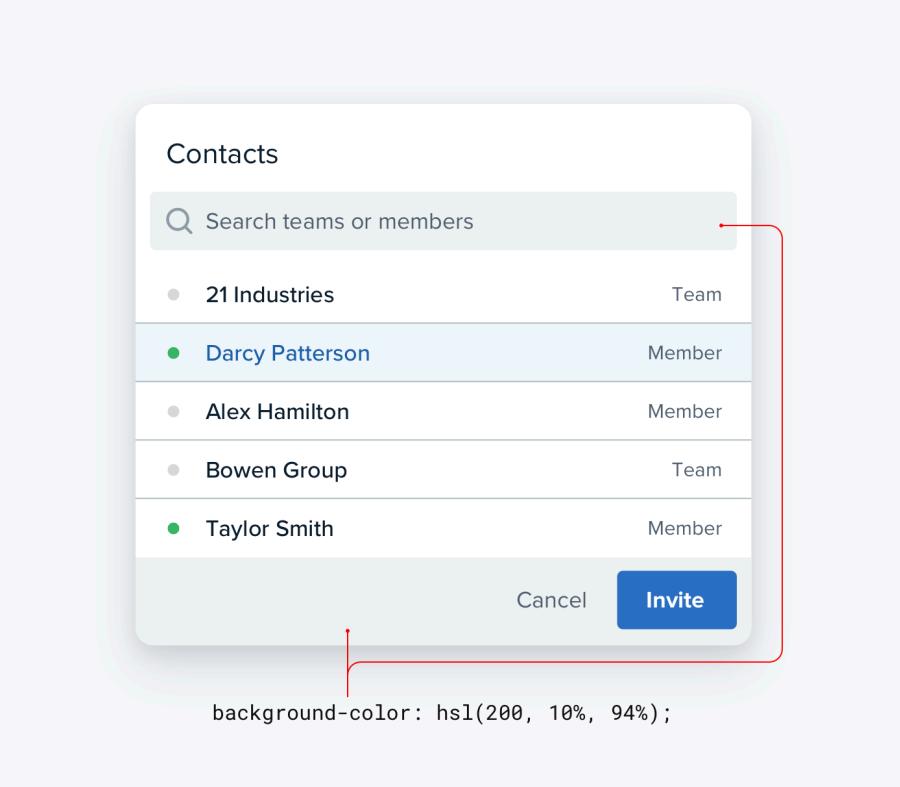 Contacts
Search teams or members
21 Industries Team
Darcy Patterson Member
Alex Hamilton Member
Bowen Group Team
Taylor Smith Member
Cancel Invite
background-color: hsl(200, 10%, 94%);